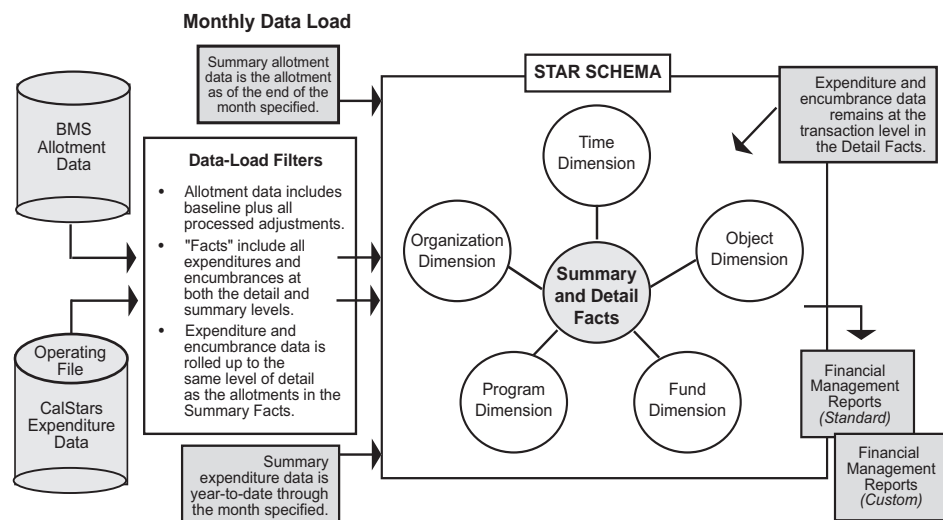 Monthly Data Load
Summary allotment
data is the allotment
as of the end of the
month specified.
BMS
Allotment
Data
Operating
File
CalStars
Expenditure
Data
Data-Load Filters
• Allotment data includes
baseline plus all
processed adjustments.
• "Facts" include all
expenditures and
encumbrances at
both the detail and
summary levels.
• Expenditure and
encumbrance data is
rolled up to the
same level of detail
as the allotments in the
Summary Facts.
Summary
expenditure data is
year-to-date through
the month specified.
STAR SCHEMA
Time
Dimension
Organization
Dimension
Object
Dimension
Summary
and Detail
Facts
Program
Dimension
Fund
Dimension
Expenditure and
encumbrance data
remains at the
transaction level in
the Detail Facts.
Financial
Management
Reports
(Standard)
Financial
Management
Reports
(Custom)